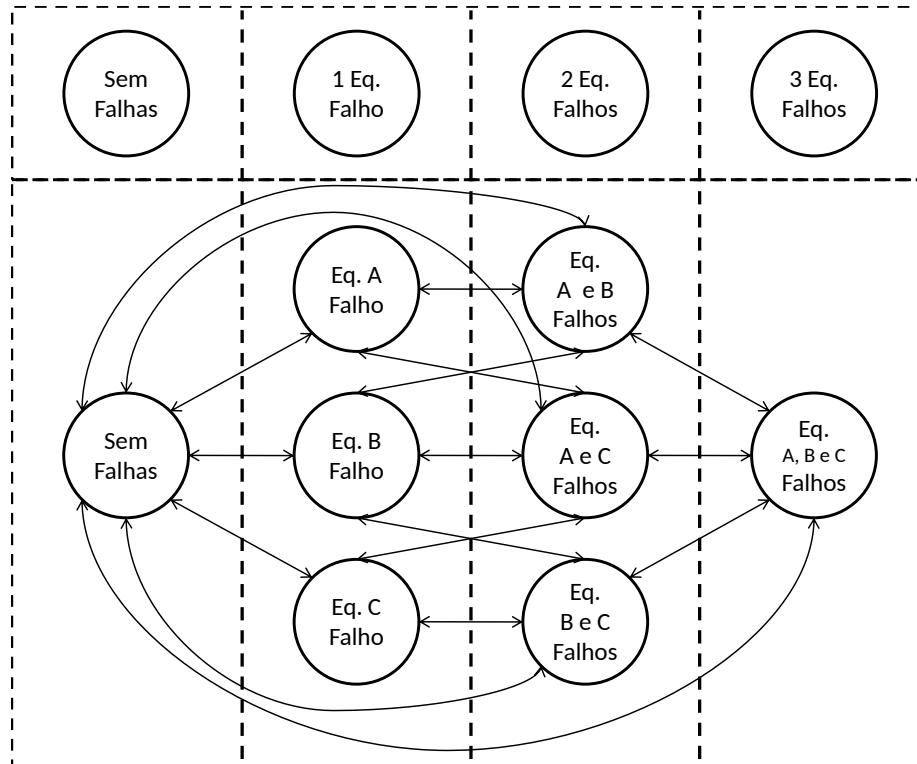 Sem
Falhas
1 Eq.
Falho
2 Eq.
Falhos
3 Eq.
Falhos
Eq. A
Falho
Eq.
A e B
Falhos
Sem
Falhas
Eq. B
Falho
Eq.
A e C
Falhos
Eq.
A, B e C
Falhos
Eq. C
Falho
Eq.
B e C
Falhos